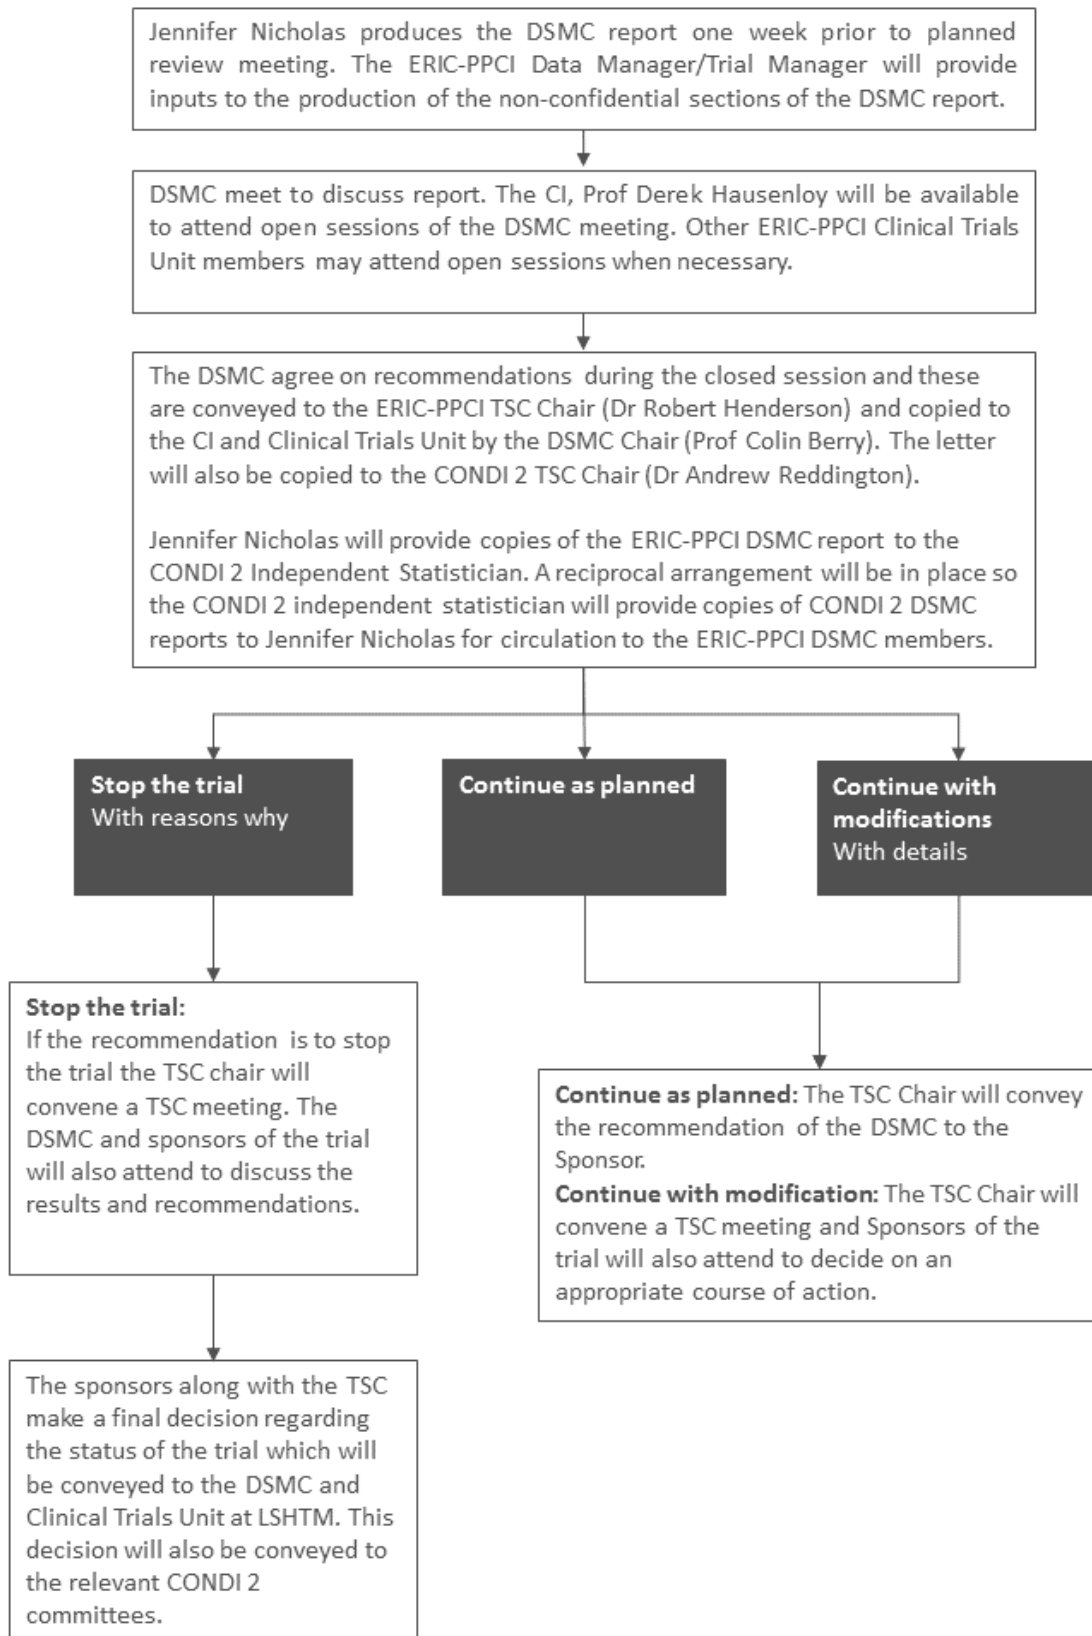 Jennifer Nicholas produces the DSMC report one week prior to planned
review meeting. The ERIC-PPCI Data Manager/Trial Manager will provide
inputs to the production of the non-confidential sections of the DSMC report.
DSMC meet to discuss report. The CI, Prof Derek Hausenloy will be available
to attend open sessions of the DSMC meeting. Other ERIC-PPCI Clinical Trials
Unit members may attend open sessions when necessary.
The DSMC agree on recommendations during the closed session and these
are conveyed to the ERIC-PPCI TSC Chair (Dr Robert Henderson) and copied to
the CI and Clinical Trials Unit by the DSMC Chair (Prof Colin Berry). The letter
will also be copied to the CONDI 2 TSC Chair (Dr Andrew Reddington).
Jennifer Nicholas will provide copies of the ERIC-PPCI DSMC report to the
CONDI 2 Independent Statistician. A reciprocal arrangement will be in place so
the CONDI 2 independent statistician will provide copies of CONDI 2 DSMC
reports to Jennifer Nicholas for circulation to the ERIC-PPCI DSMC members.
Stop the trial
With reasons why
Continue as planned
Continue with
modifications
With details
Stop the trial:
If the recommendation is to stop
the trial the TSC chair will
convene a TSC meeting. The
DSMC and sponsors of the trial
will also attend to discuss the
results and recommendations.
Continue as planned: The TSC Chair will convey
the recommendation of the DSMC to the
Sponsor.
Continue with modification: The TSC Chair will
convene a TSC meeting and Sponsors of the
trial will also attend to decide on an
appropriate course of action.
The sponsors along with the TSC
make a final decision regarding
the status of the trial which will
be conveyed to the DSMC and
Clinical Trials Unit at LSHTM. This
decision will also be conveyed to
the relevant CONDI 2
committees.